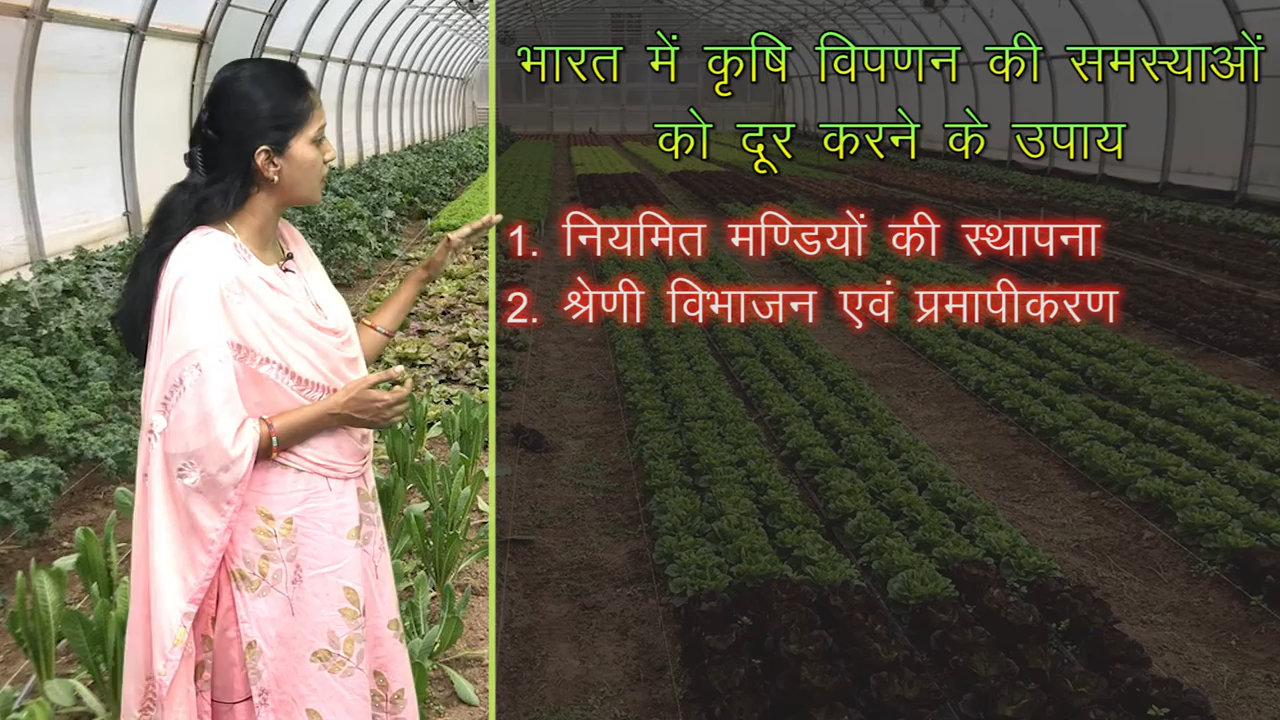 भारत में कृषि विपणन की समस्याओं
को दूर करने के उपाय
1. नियमित मण्डियों की स्थापना
2. श्रेणी विभाजन एवं प्रमापीकरण